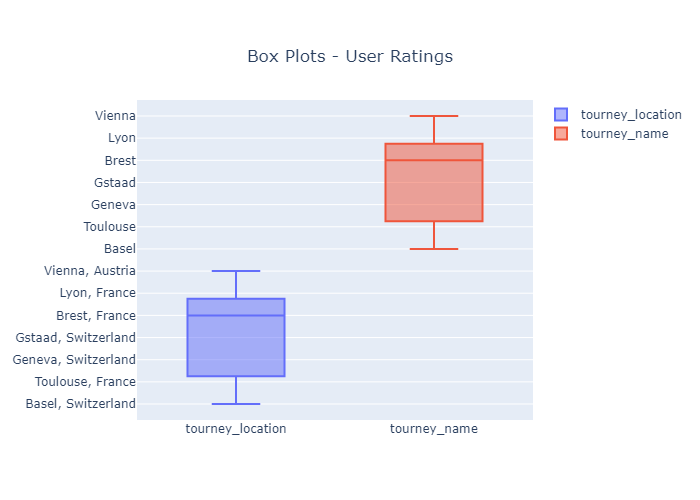 Box Plots - User Ratings
Vienna
Lyon
Brest
Gstaad
Geneva
Toulouse
Basel
Vienna, Austria
Lyon, France
Brest, France
Gstaad, Switzerland
Geneva, Switzerland
Toulouse, France
Basel, Switzerland
tourney_location
tourney_name
tourney_location
tourney_name